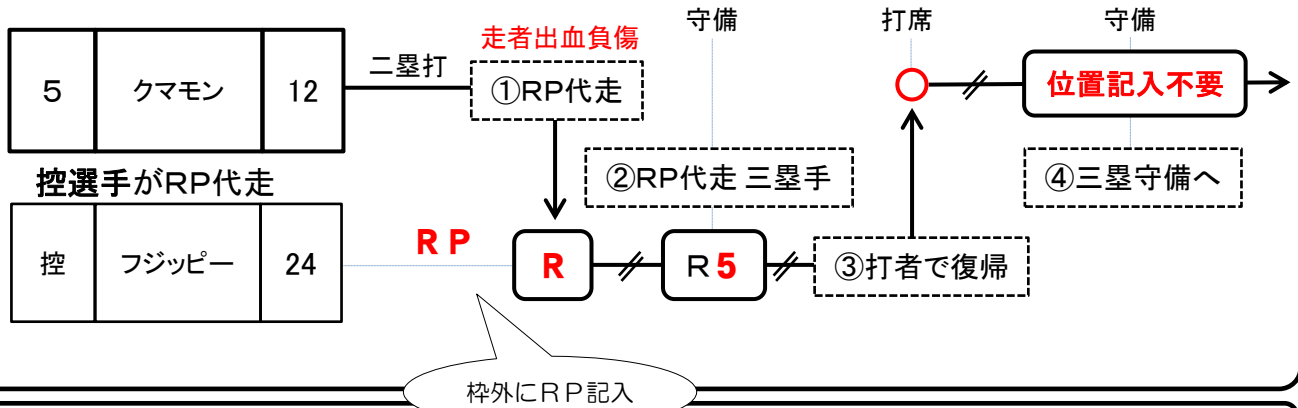 守備 打席 守備
走者出血負傷
5 クマモン 12 二塁打 ①RP代走 位置記入不要
控選手がRP代走 ②RP代走 三塁手 ④三塁守備へ
控 フジッピー 24 RP R R5 ③打者で復帰
枠外にRP記入